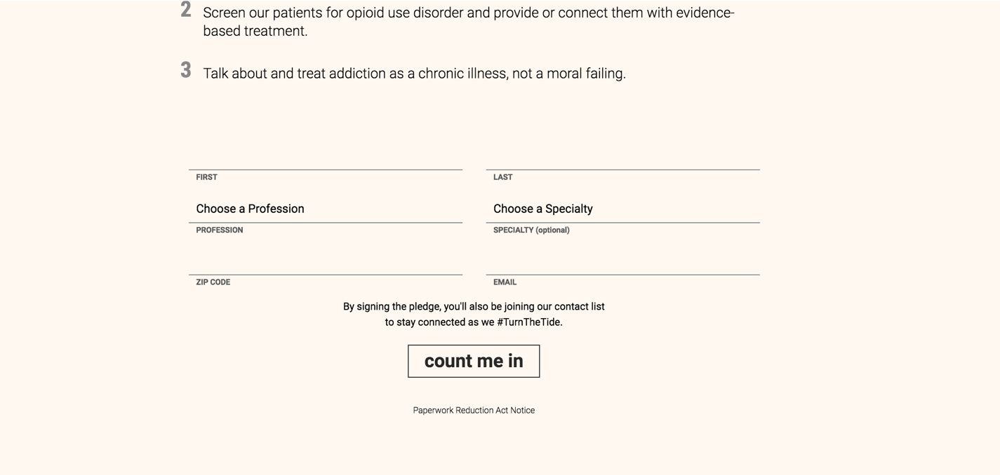 2 Screen our patients for opioid use disorder and provide or connect them with evidence-
based treatment.
3 Talk about and treat addiction as a chronic illness, not a moral failing.
FIRST
LAST
Choose a Profession
Choose a Specialty
PROFESSION
SPECIALTY (optional)
ZIP CODE
EMAIL
By signing the pledge, you'll also be joining our contact list
to stay connected as we #TurnTheTide.
count me in
Paperwork Reduction Act Notice